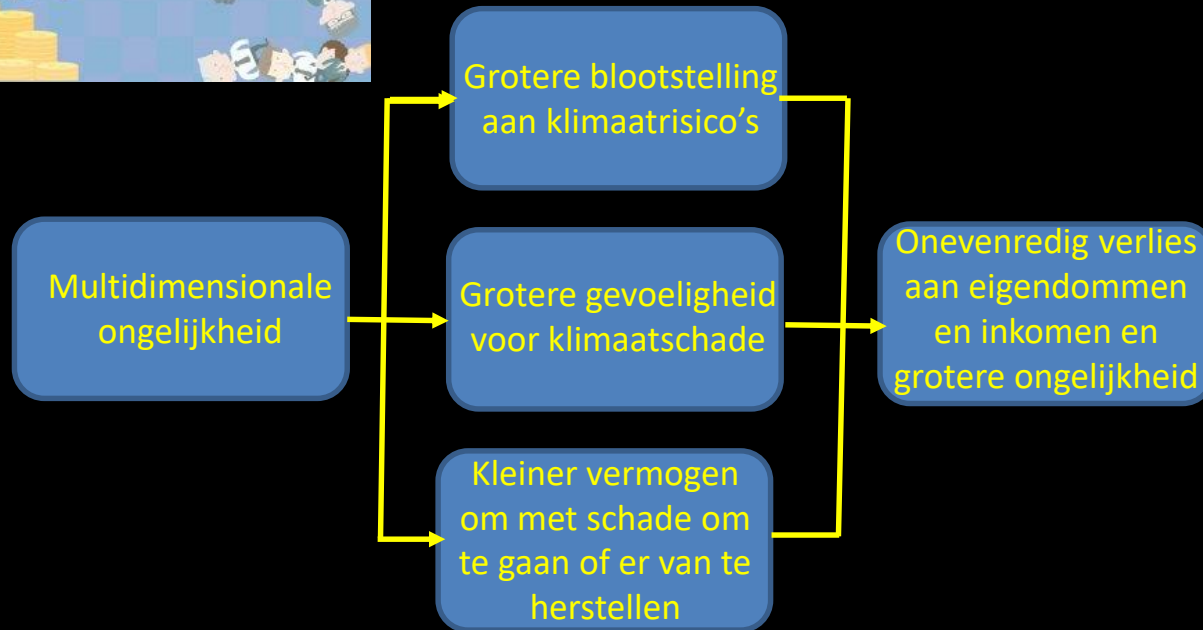 Grotere blootstelling
aan klimaatrisico’s
Multidimensionale
ongelijkheid
Grotere gevoeligheid
voor klimaatschade
Onevenredig verlies
aan eigendommen
en inkomen en
grotere ongelijkheid
Kleiner vermogen
om met schade om
te gaan of er van te
herstellen